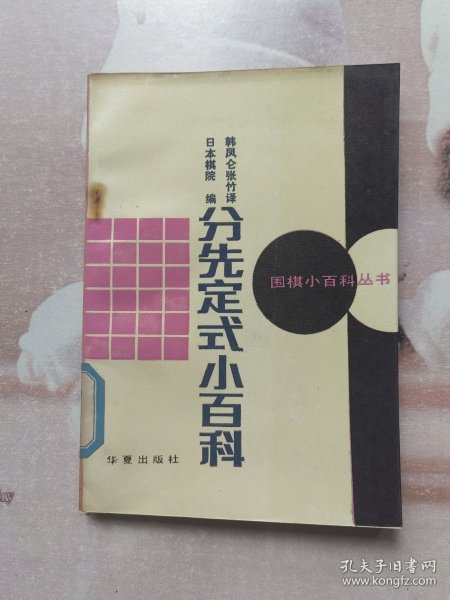 韩凤仑张竹译
日本棋院 编
分先定式小百科
围棋小百科丛书
华夏出版社
孔夫子旧书网
www.kongfz.com